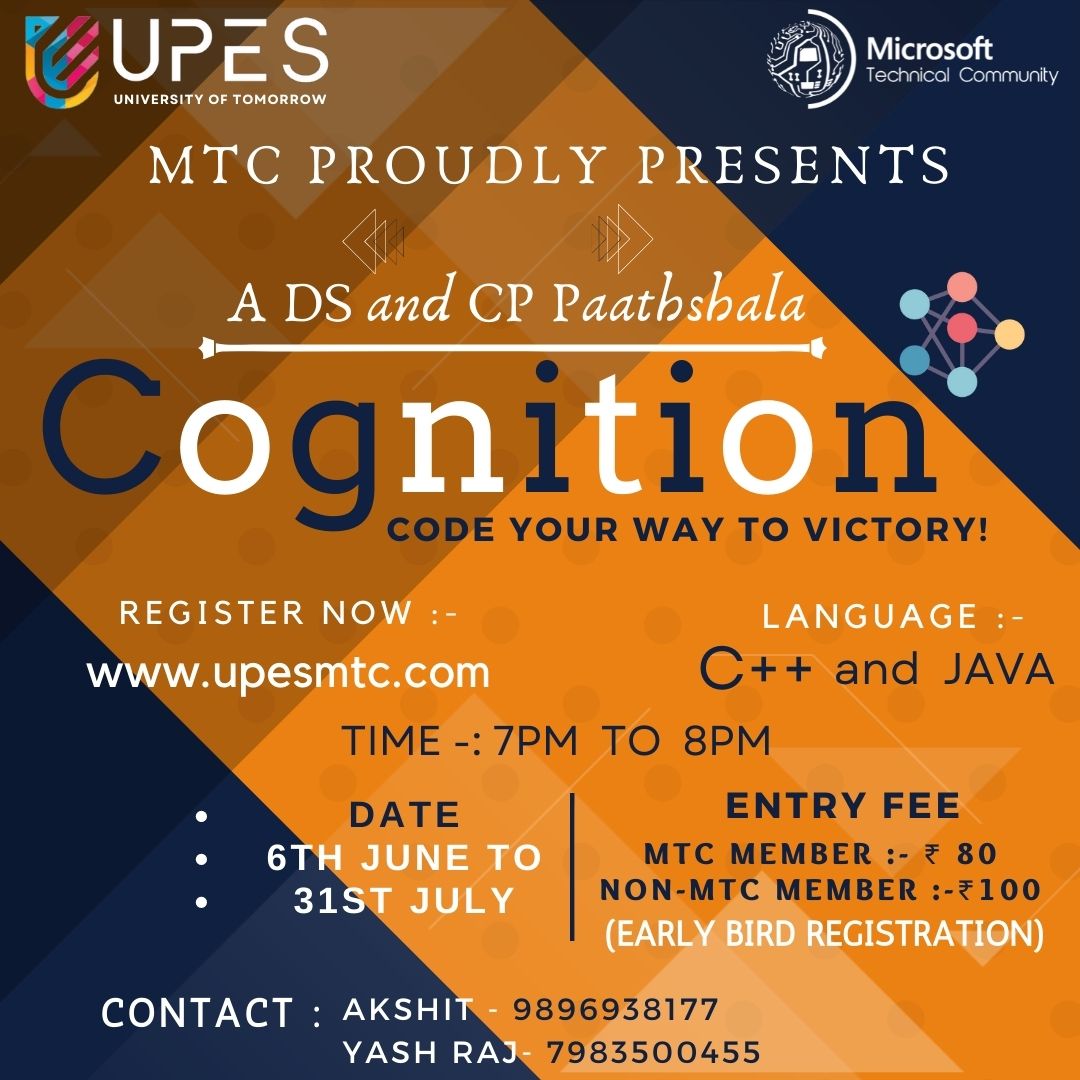 UPES
UNIVERSITY OF TOMORROW
Microsoft
Technical Community
MTC PROUDLY PRESENTS
A DS and CP Paathshala
Cognition
CODE YOUR WAY TO VICTORY!
REGISTER NOW :-
www.upesmtc.com
LANGUAGE :-
C++ and JAVA
TIME -: 7PM TO 8PM
• DATE
• 6TH JUNE TO
• 31ST JULY
ENTRY FEE
MTC MEMBER :- ₹ 80
NON-MTC MEMBER :-₹100
(EARLY BIRD REGISTRATION)
CONTACT : AKSHIT - 9896938177
YASH RAJ- 7983500455